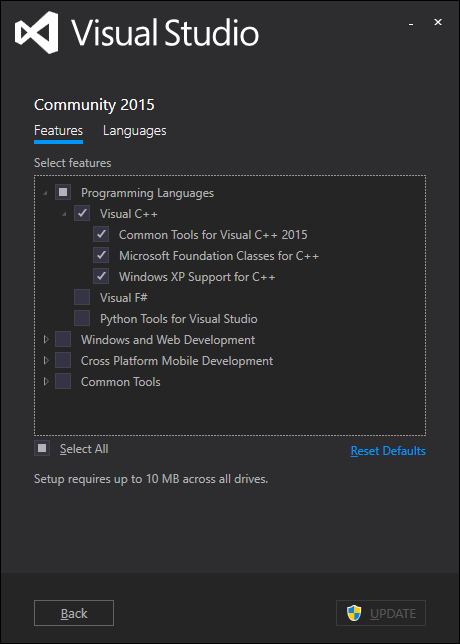 Visual Studio
Community 2015
Features Languages
Select features
Programming Languages
Visual C++
Common Tools for Visual C++ 2015
Microsoft Foundation Classes for C++
Windows XP Support for C++
Visual F#
Python Tools for Visual Studio
Windows and Web Development
Cross Platform Mobile Development
Common Tools
Select All
Reset Defaults
Setup requires up to 10 MB across all drives.
Back
UPDATE